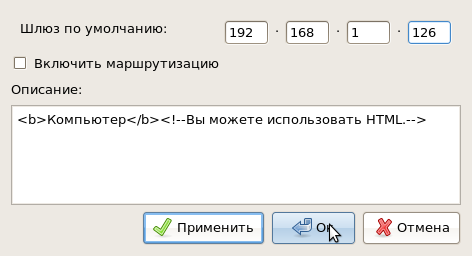 Шлюз по умолчанию: 192 . 168 . 1 . 126
Включить маршрутизацию
Описание:
<b>Компьютер</b><!--Вы можете использовать HTML.-->
Применить Отмена